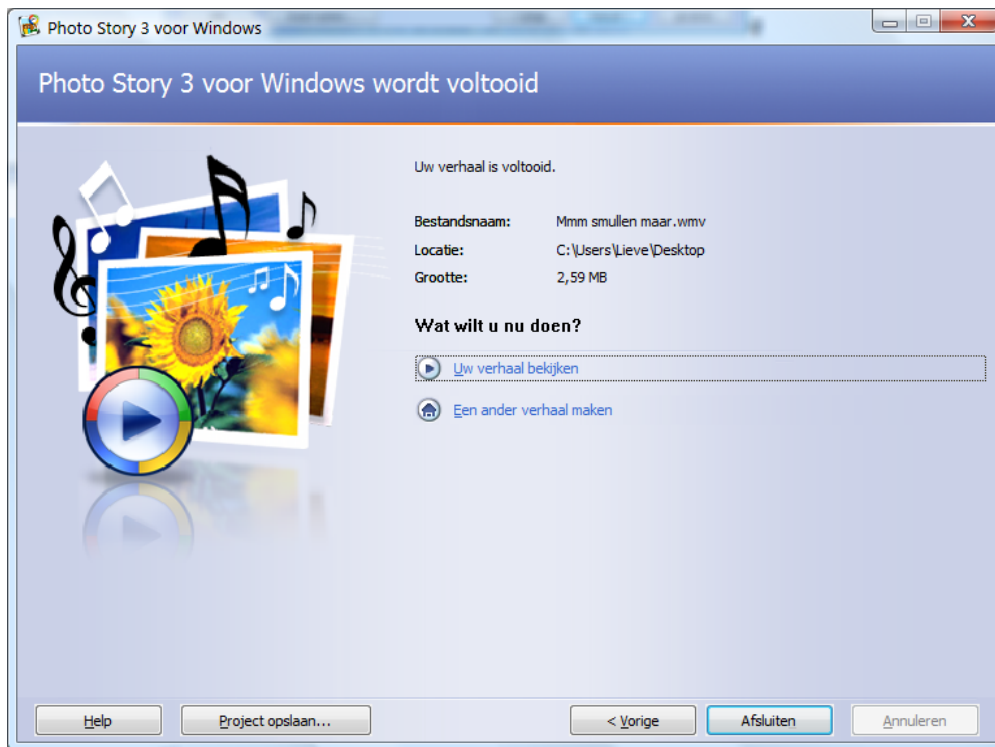 Photo Story 3 voor Windows
Photo Story 3 voor Windows wordt voltooid
Uw verhaal is voltooid.
Bestandsnaam: Mmm smullen maar.wmv
Locatie: C:\Users\Lieve\Desktop
Grootte: 2,59 MB
Wat wilt u nu doen?
Uw verhaal bekijken
Een ander verhaal maken
Help Project opslaan... < Vorige Afsluiten Annuleren